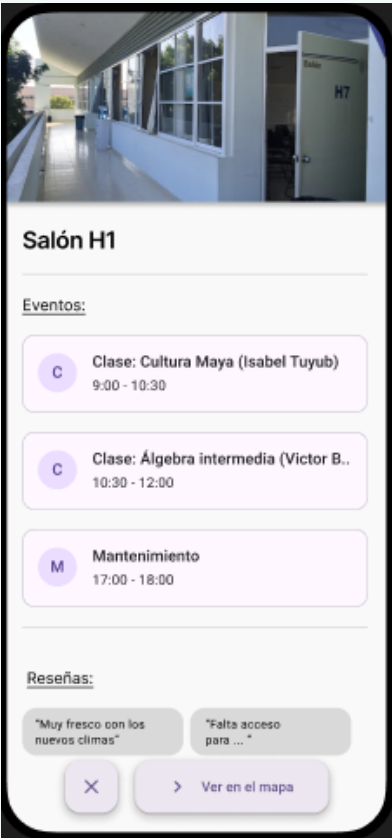 Salón
H7
Salón H1
Eventos:
C
Clase: Cultura Maya (Isabel Tuyub)
9:00 - 10:30
C
Clase: Álgebra intermedia (Victor B..
10:30 - 12:00
M
Mantenimiento
17:00 - 18:00
Reseñas:
"Muy fresco con los
nuevos climas"
"Falta acceso
para ... "
Ver en el mapa